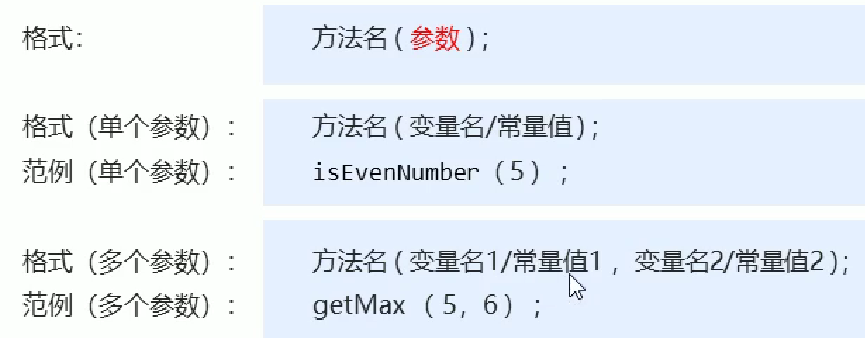 格式： 方法名 ( 参数 ) ;
格式（单个参数）： 方法名 ( 变量名/常量值 ) ;
范例（单个参数）： isEvenNumber （ 5 ） ;
格式（多个参数）： 方法名 ( 变量名1/常量值1 ， 变量名2/常量值2 ) ;
范例（多个参数）： getMax （ 5，6 ） ;